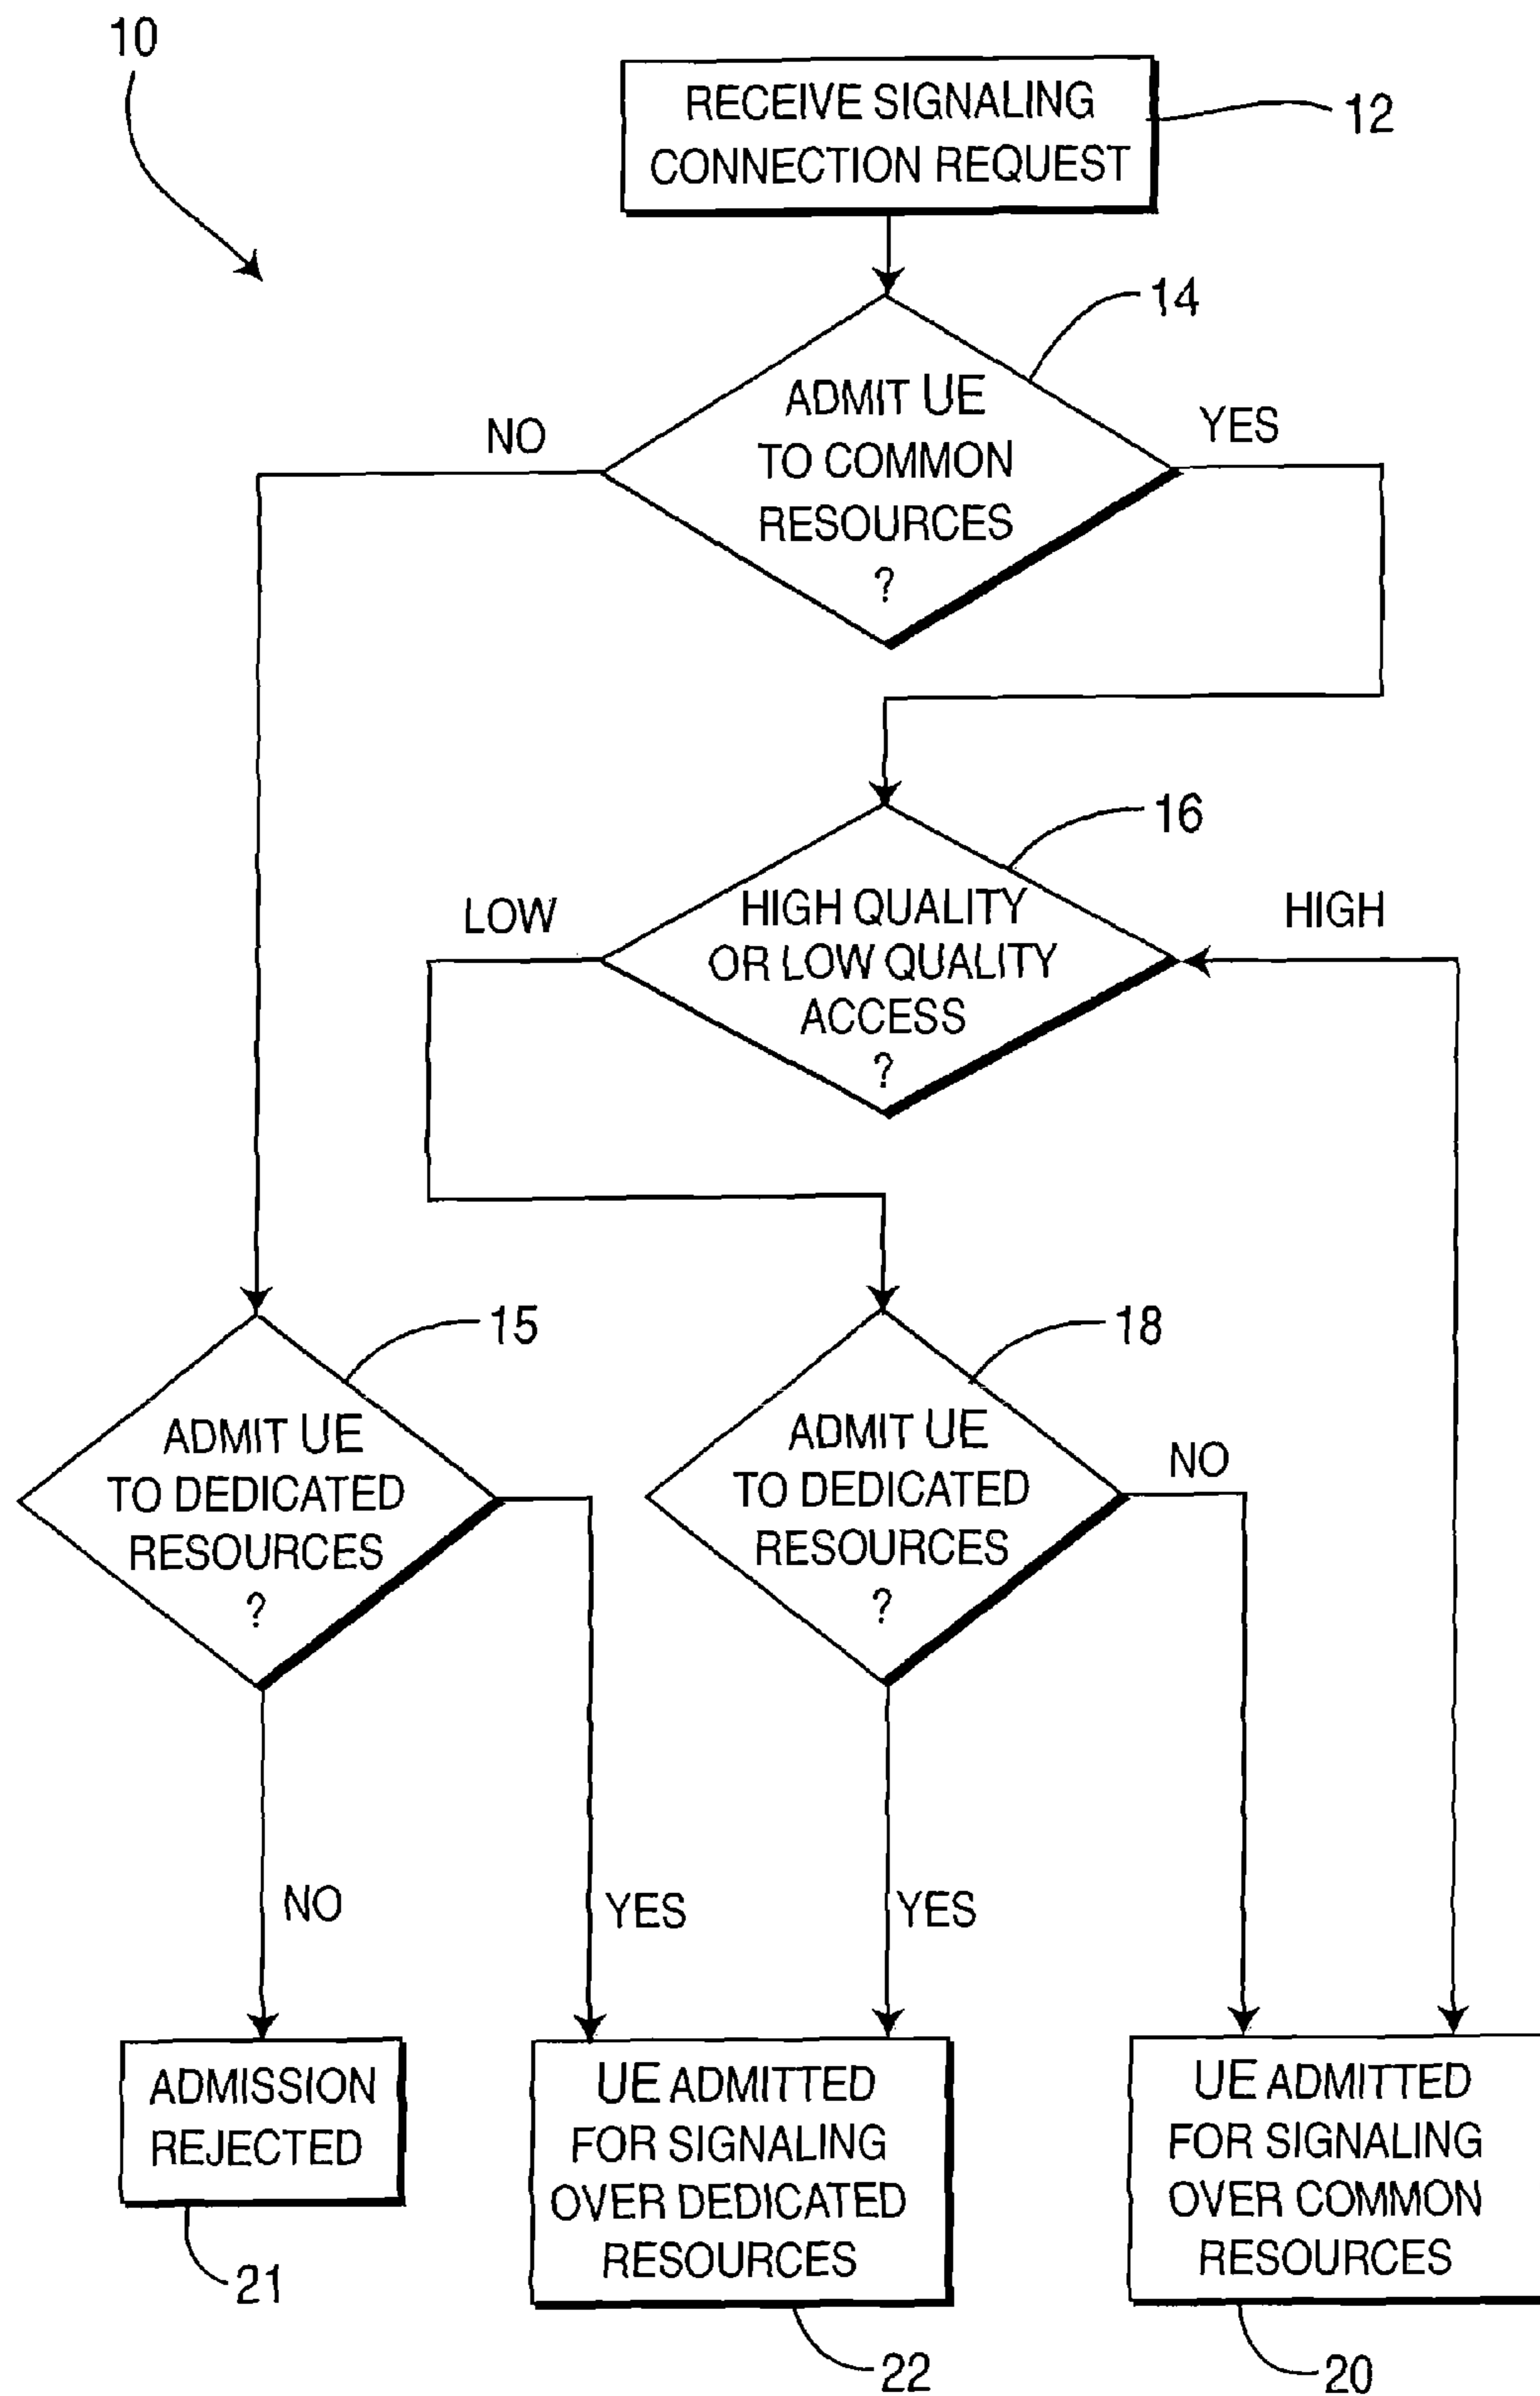 10
RECEIVE SIGNALING
CONNECTION REQUEST
12
14
ADMIT UE
TO COMMON
RESOURCES
?
NO
YES
16
HIGH QUALITY
OR LOW QUALITY
ACCESS
?
LOW
HIGH
15
ADMIT UE
TO DEDICATED
RESOURCES
?
18
ADMIT UE
TO DEDICATED
RESOURCES
?
NO
NO
YES
YES
ADMISSION
REJECTED
21
UE ADMITTED
FOR SIGNALING
OVER DEDICATED
RESOURCES
22
UE ADMITTED
FOR SIGNALING
OVER COMMON
RESOURCES
20